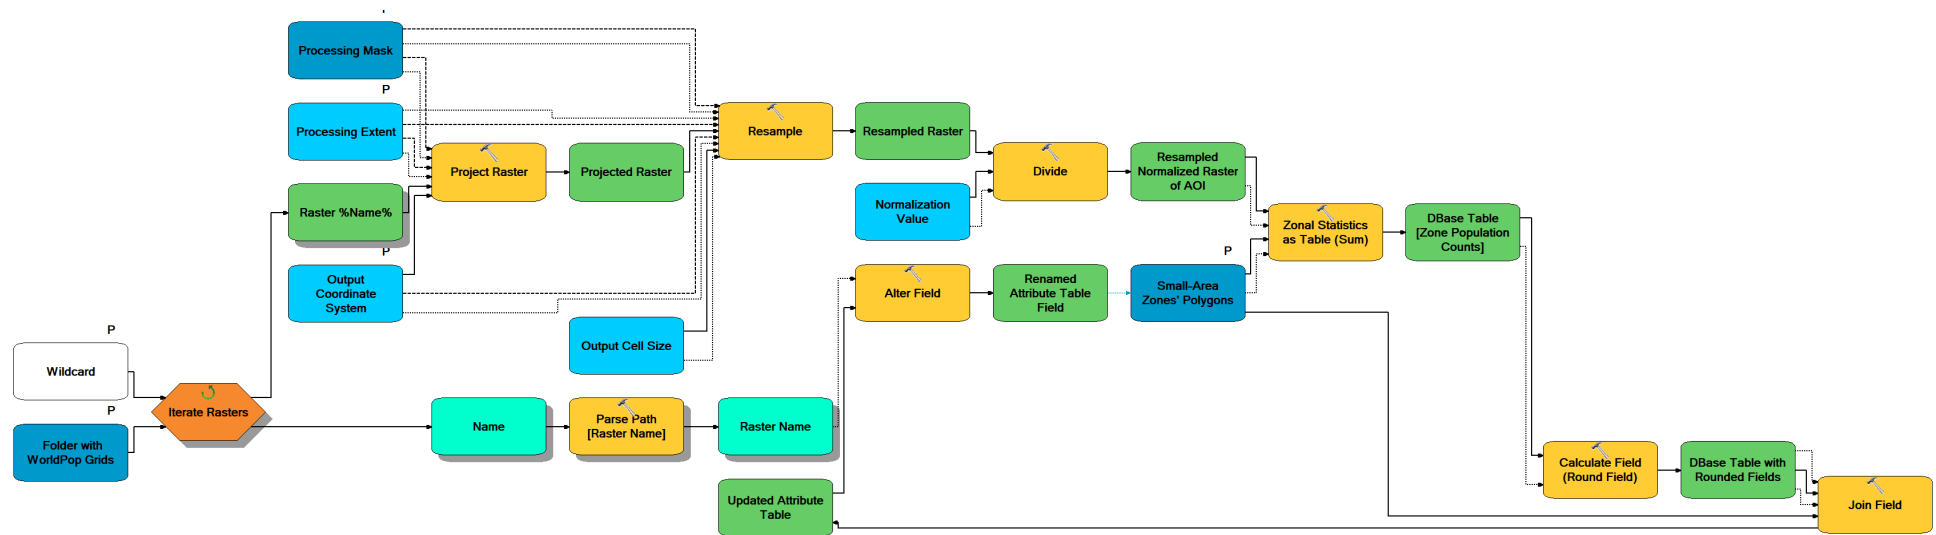 P
Processing Mask
P
Processing Extent
Raster %Name%
P
Output
Coordinate
System
Project Raster
Projected Raster
Resample
Resampled Raster
Normalization
Value
Divide
Resampled
Normalized Raster
of AOI
Zonal Statistics
as Table (Sum)
DBase Table
[Zone Population
Counts]
P
Small-Area
Zones' Polygons
Alter Field
Renamed
Attribute Table
Field
Output Cell Size
P
Wildcard
P
Folder with
WorldPop Grids
Iterate Rasters
Name
Parse Path
[Raster Name]
Raster Name
Updated Attribute
Table
Calculate Field
(Round Field)
DBase Table with
Rounded Fields
Join Field